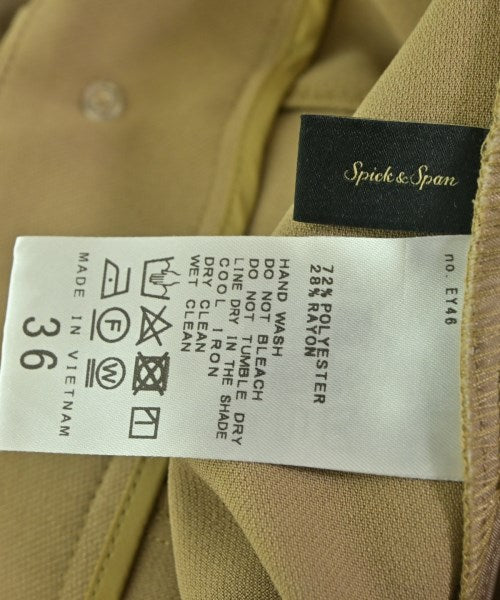 Spick & Span
no. EY46
72% POLYESTER
28% RAYON
HAND WASH
DO NOT BLEACH
DO NOT TUMBLE DRY
LINE DRY IN THE SHADE
COOL IRON
DRY CLEAN
WET CLEAN
F
W
MADE IN VIETNAM
36